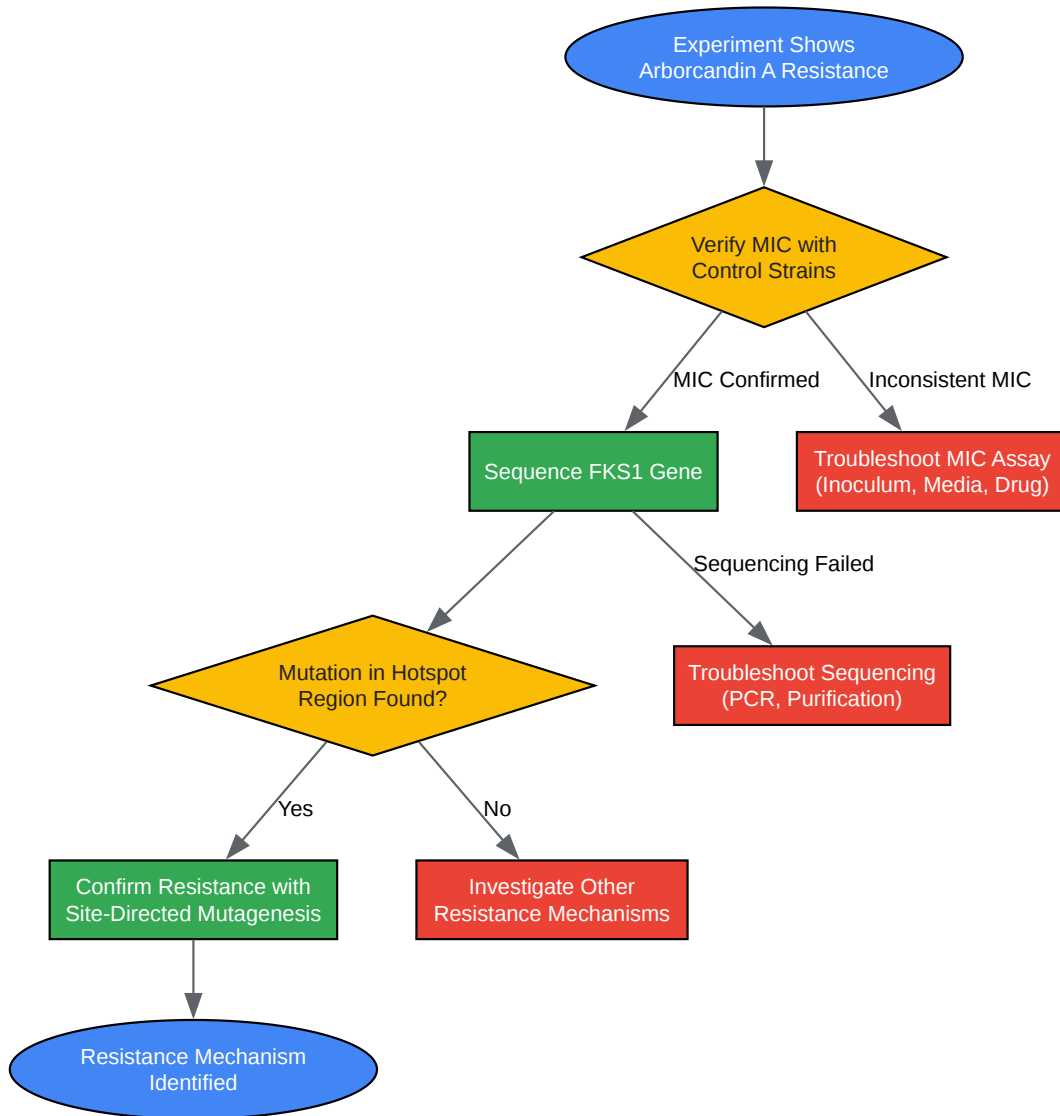 Experiment Shows
Arborcandin A Resistance
Verify MIC with
Control Strains
MIC Confirmed
Inconsistent MIC
Sequence FKS1 Gene
Troubleshoot MIC Assay
(Inoculum, Media, Drug)
Sequencing Failed
Mutation in Hotspot
Region Found?
Troubleshoot Sequencing
(PCR, Purification)
Yes
No
Confirm Resistance with
Site-Directed Mutagenesis
Investigate Other
Resistance Mechanisms
Resistance Mechanism
Identified